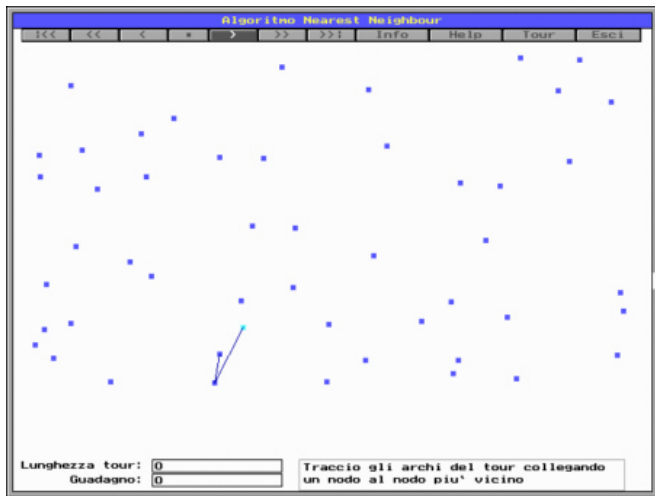 Algoritmo Nearest Neighbour
:<< << < ▪ > >> >>: Info Help Tour Esci
Lunghezza tour: 0
Guadagno: 0
Traccio gli archi del tour collegando
un nodo al nodo piu` vicino